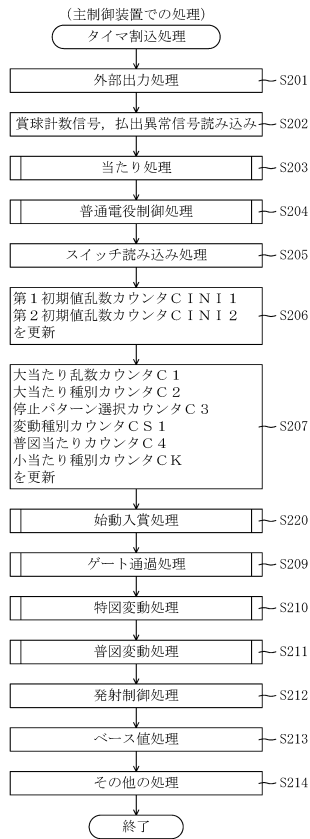 (主制御装置での処理)
タイマ割込処理
外部出力処理 S201
賞球計数信号，払出異常信号読み込み S202
当たり処理 S203
普通電役制御処理 S204
スイッチ読み込み処理 S205
第１初期値乱数カウンタＣＩＮＩ１
第２初期値乱数カウンタＣＩＮＩ２
を更新 S206
大当たり乱数カウンタＣ１
大当たり種別カウンタＣ２
停止パターン選択カウンタＣ３
変動種別カウンタＣＳ１
普図当たりカウンタＣ４
小当たり種別カウンタＣＫ
を更新 S207
始動入賞処理 S220
ゲート通過処理 S209
特図変動処理 S210
普図変動処理 S211
発射制御処理 S212
ベース値処理 S213
その他の処理 S214
終了